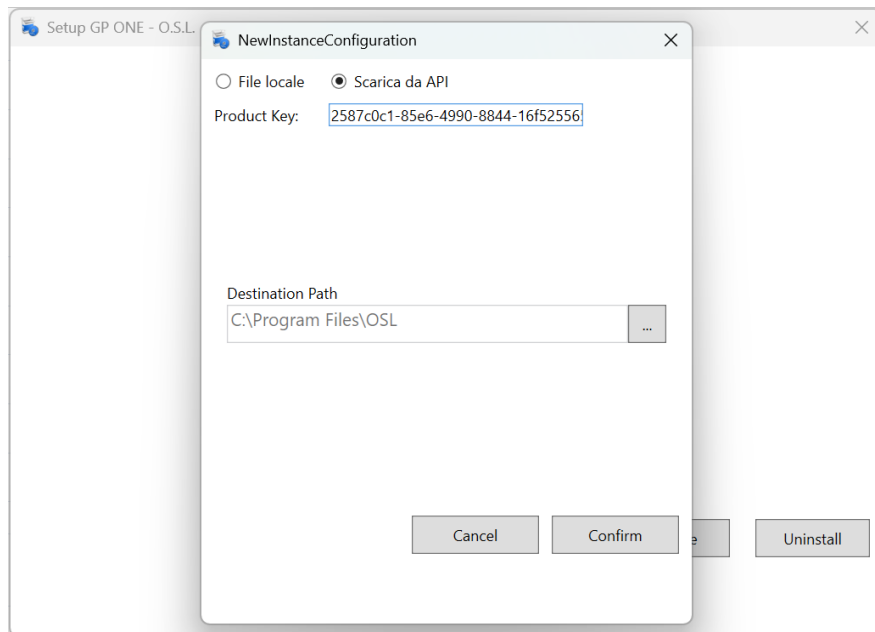 Setup GP ONE - O.S.L.
NewInstanceConfiguration
File locale
Scarica da API
Product Key:
2587c0c1-85e6-4990-8844-16f52556
Destination Path
C:\Program Files\OSL
...
Cancel
Confirm
e
Uninstall